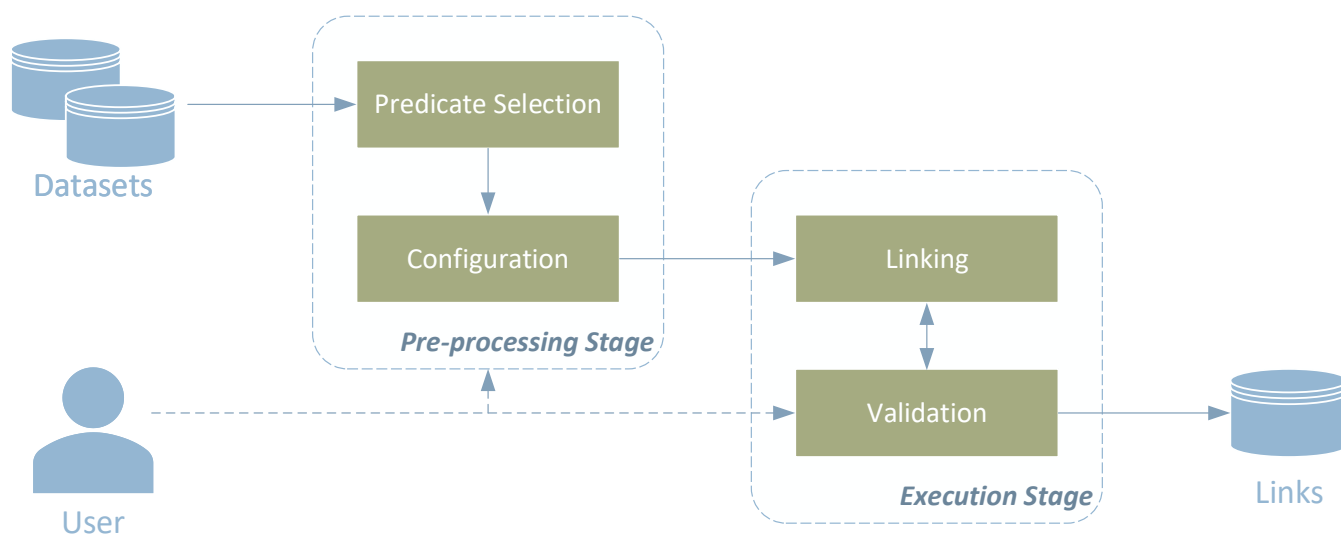 Predicate Selection
Datasets
Configuration
Linking
Pre-processing Stage
Validation
Execution Stage
Links
User